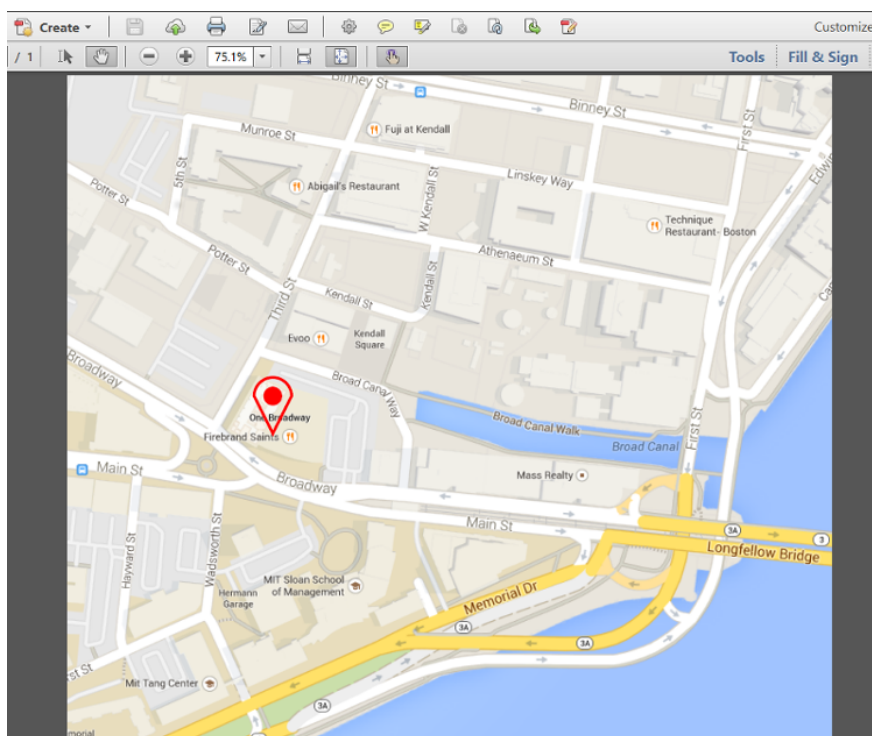 Create
Customize
/ 1
75.1%
Tools
Fill & Sign
Binney St
Binney St
First St
Munroe St
Fuji at Kendall
5th St
Potter St
Abigail's Restaurant
W Kendall St
Linskey Way
Technique
Restaurant- Boston
Athenaeum St
Potter St
Third St
Kendall St
Kendall St
Evoo
Kendall
Square
Broadway
Broad Canal Way
One Broadway
Firebrand Saints
Broad Canal Walk
Broad Canal
First St
Main St
Broadway
Mass Realty
Main St
3A
3
Longfellow Bridge
Hayward St
Wadsworth St
MIT Sloan School
of Management
Hermann
Garage
Memorial Dr
3A
3A
Mit Tang Center
3A